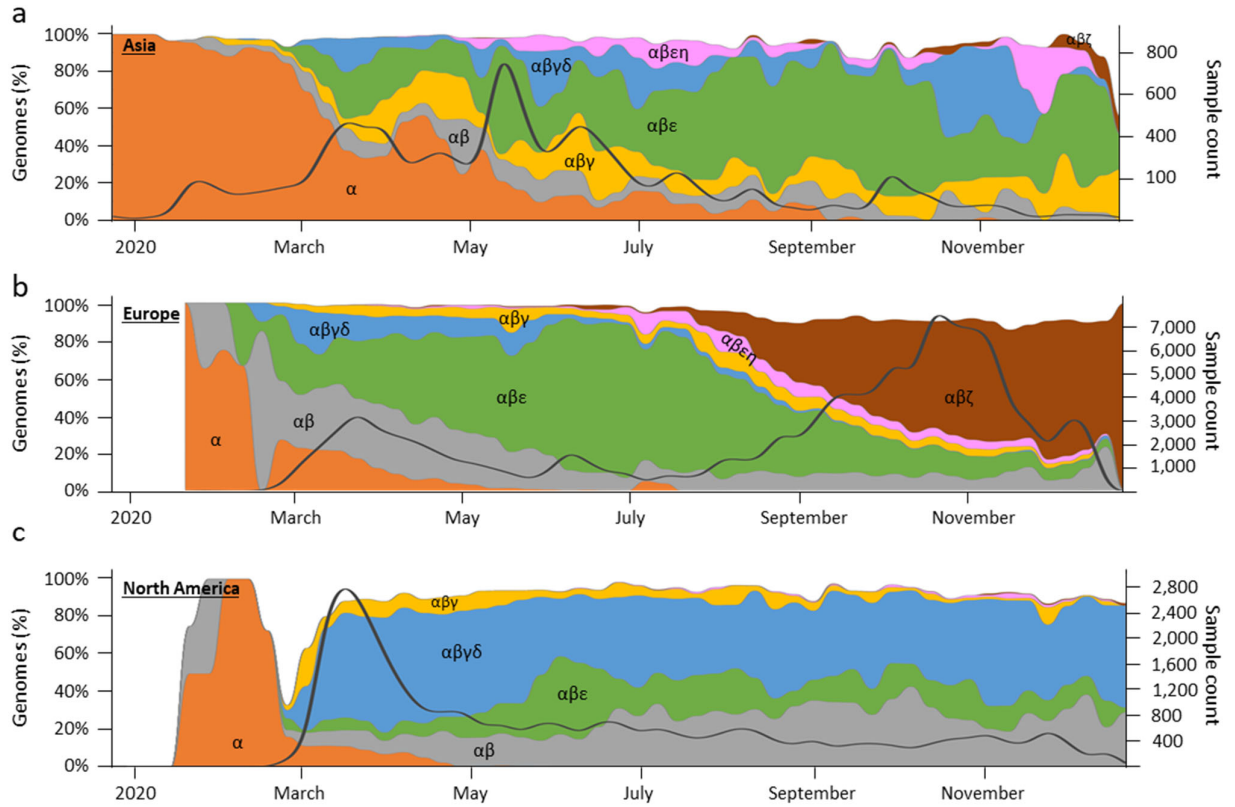 a
Asia
Genomes (%)
100%
80%
60%
40%
20%
0%
α
αβ
αβγ
αβγδ
αβε
αβεη
αβζ
800
600
400
100
Sample count
2020 March May July September November
b
Europe
Genomes (%)
100%
80%
60%
40%
20%
0%
α
αβ
αβγδ
αβγ
αβε
αβεη
αβζ
7,000
6,000
5,000
4,000
3,000
2,000
1,000
Sample count
2020 March May July September November
c
North America
Genomes (%)
100%
80%
60%
40%
20%
0%
α
αβ
αβγ
αβγδ
αβε
2,800
2,400
2,000
1,600
1,200
800
400
Sample count
2020 March May July September November